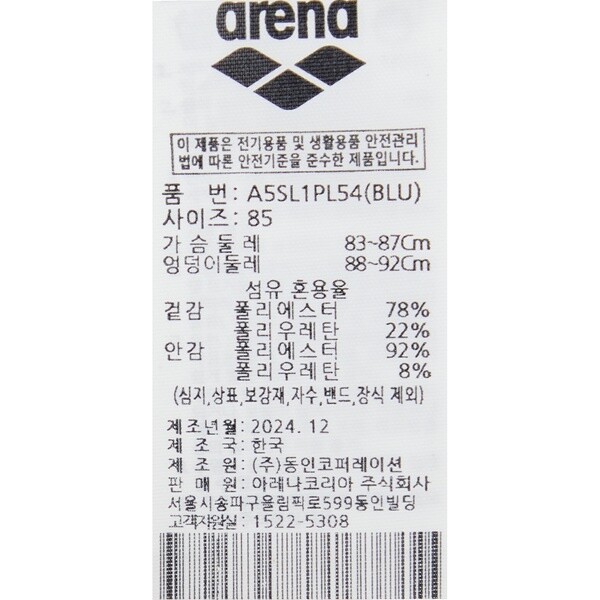 arena
이 제품은 전기용품 및 생활용품 안전관리
법에 따른 안전기준을 준수한 제품입니다.
품 번: A5SL1PL54(BLU)
사이즈: 85
가슴둘레 83~87Cm
엉덩이둘레 88~92Cm
섬유 혼용율
겉감 폴리에스터 78%
폴리우레탄 22%
안감 폴리에스터 92%
폴리우레탄 8%
(심지,상표,보강재,자수,밴드,장식 제외)
제조년월: 2024. 12
제 조 국: 한국
제 조 원: (주)동인코퍼레이션
판 매 원: 아레나코리아 주식회사
서울시송파구올림픽로599동인빌딩
고객지원실: 1522-5308